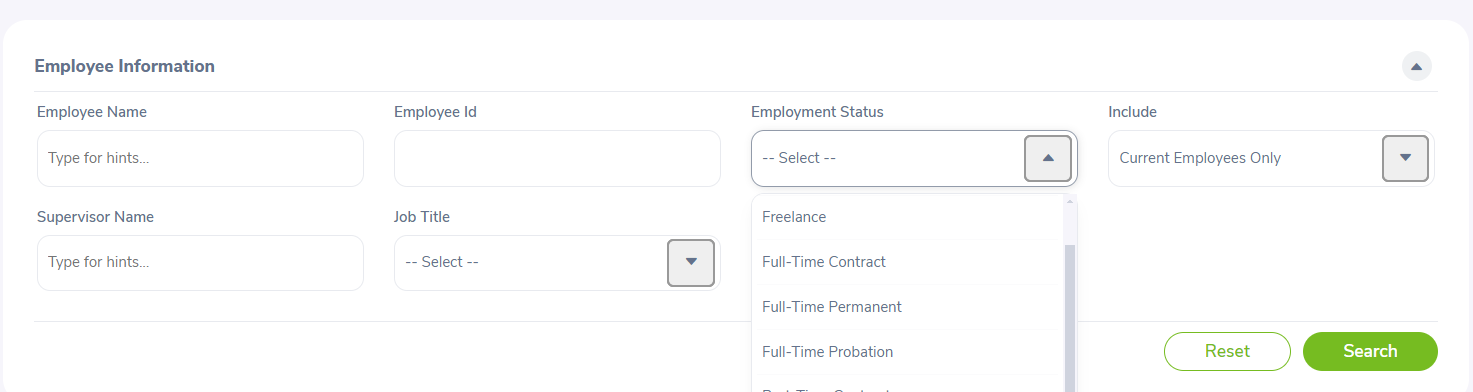 Employee Information
Employee Name
Employee Id
Employment Status
Include
Type for hints...
-- Select --
Current Employees Only
Supervisor Name
Job Title
Freelance
Type for hints...
-- Select --
Full-Time Contract
Full-Time Permanent
Full-Time Probation
Reset
Search